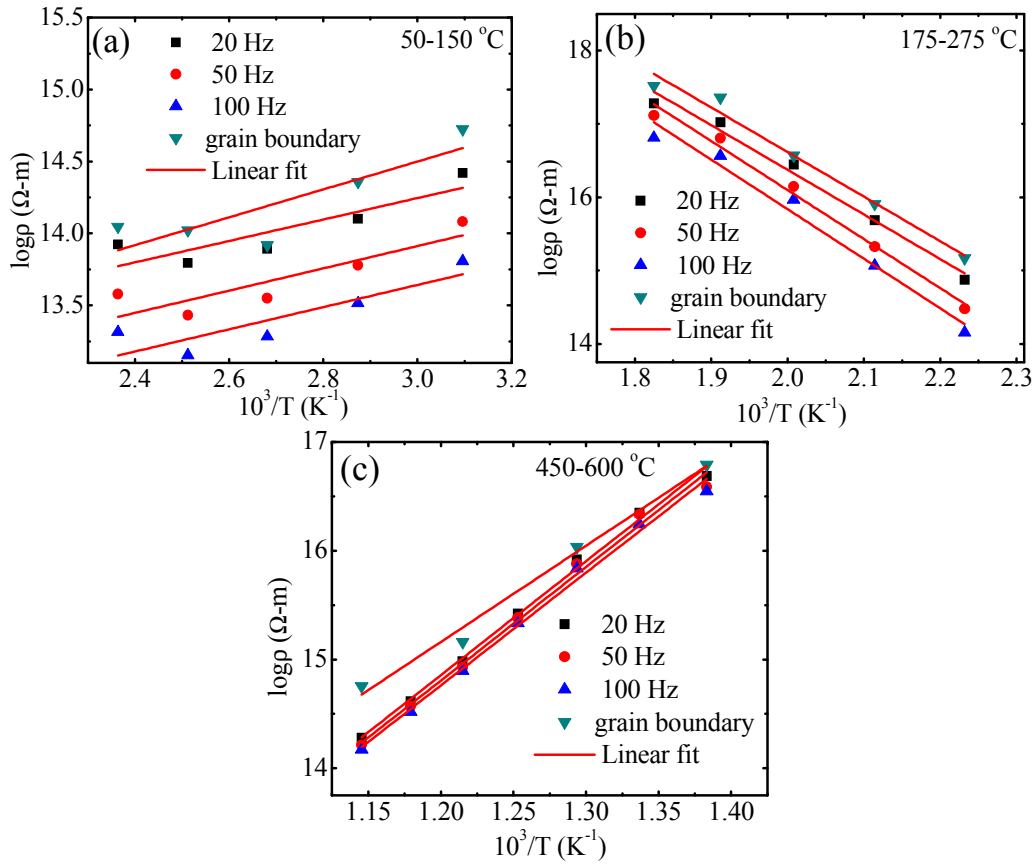 (a)
50-150 °C
20 Hz
50 Hz
100 Hz
grain boundary
Linear fit
15.5
15.0
14.5
14.0
13.5
logρ (Ω-m)
2.4 2.6 2.8 3.0 3.2
10³/T (K⁻¹)
(b)
175-275 °C
18
16
14
logρ (Ω-m)
20 Hz
50 Hz
100 Hz
grain boundary
Linear fit
1.8 1.9 2.0 2.1 2.2 2.3
10³/T (K⁻¹)
(c)
450-600 °C
17
16
15
14
logρ (Ω-m)
20 Hz
50 Hz
100 Hz
grain boundary
Linear fit
1.15 1.20 1.25 1.30 1.35 1.40
10³/T (K⁻¹)